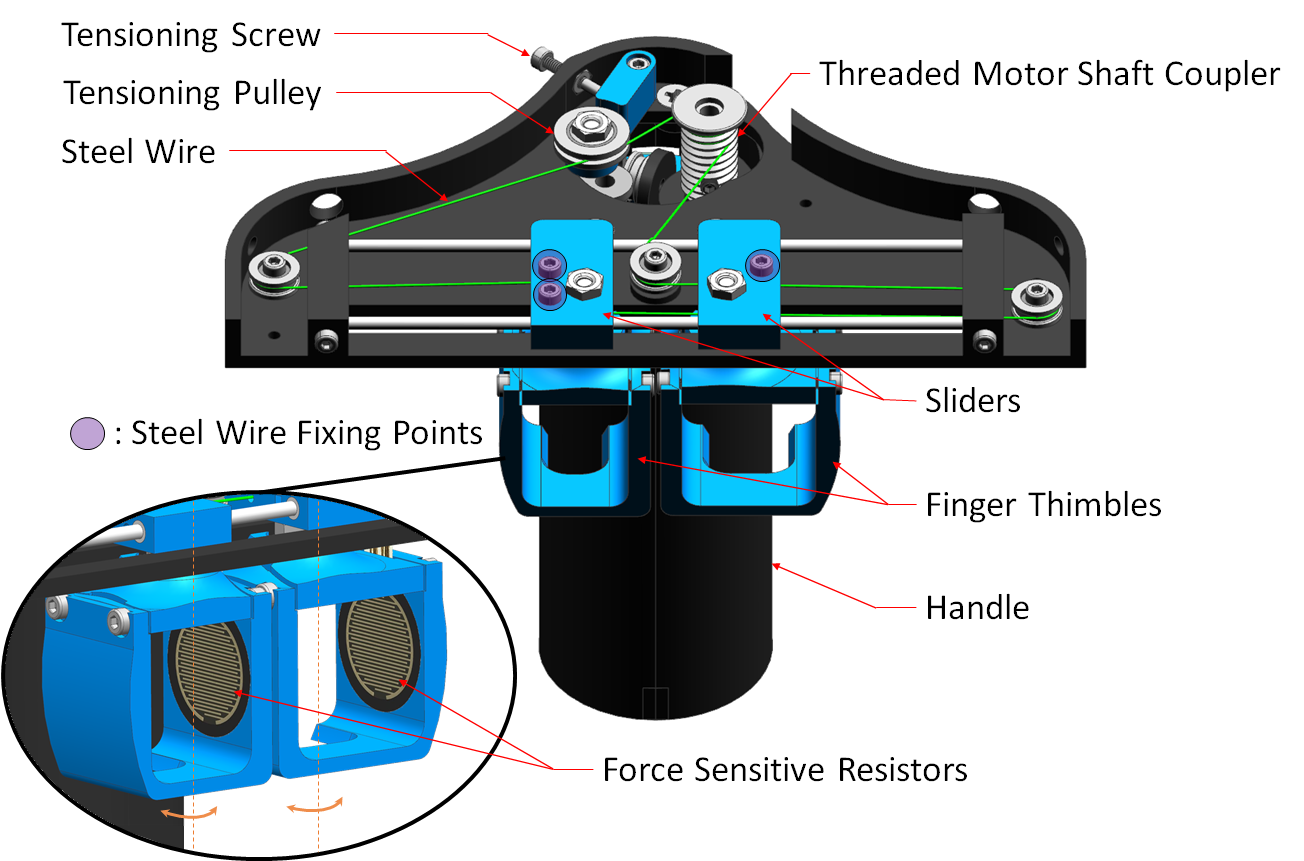 Tensioning Screw
Tensioning Pulley
Steel Wire
Threaded Motor Shaft Coupler
Sliders
: Steel Wire Fixing Points
Finger Thimbles
Handle
Force Sensitive Resistors